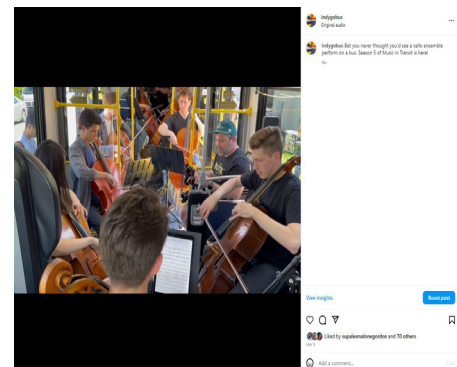 indygobus
Original audio
indygobus Bet you never thought you'd see a cello ensemble
perform on a bus. Season 5 of Music in Transit is here!
View insights
Boost post
Liked by supaleemalonegordon and 70 others
Add a comment...